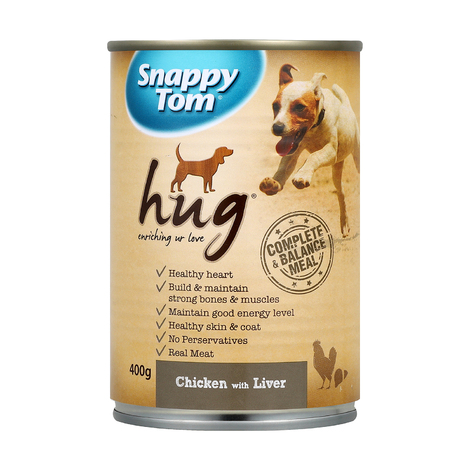 Snappy
Tom®
hug®
enriching ur love
COMPLETE
& BALANCE
MEAL
✓ Healthy heart
✓ Build & maintain
strong bones & muscles
✓ Maintain good energy level
✓ Healthy skin & coat
✓ No Perservatives
✓ Real Meat
400g
Chicken with Liver